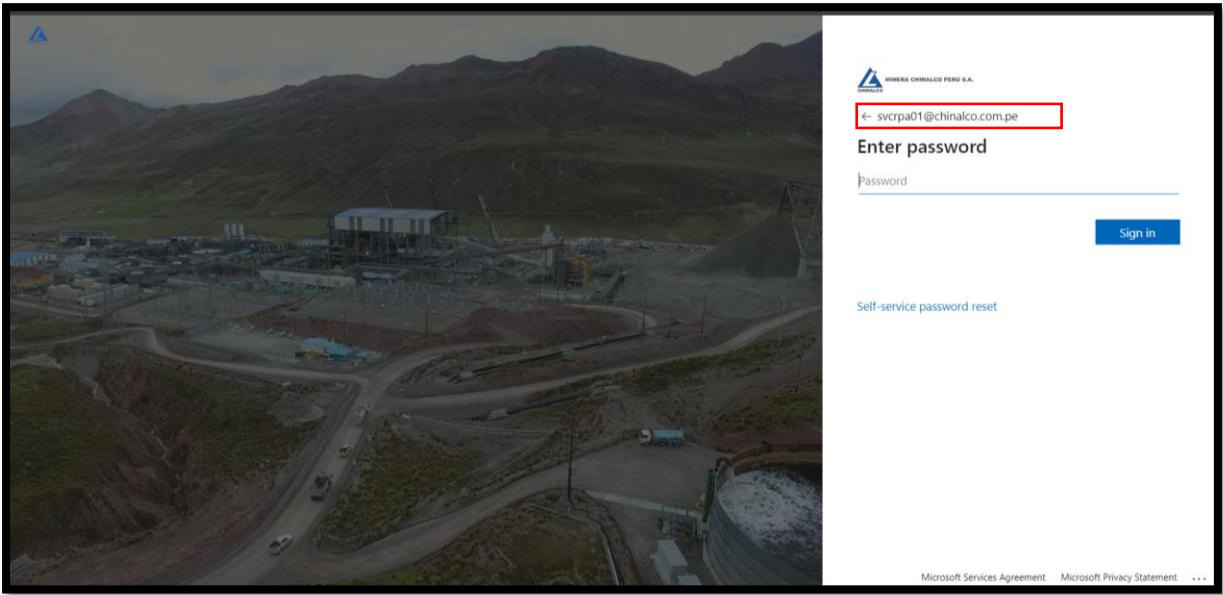 MINERA CHINALCO PERÚ S.A.
CHINALCO
← svcrpa01@chinalco.com.pe
Enter password
Password
Sign in
Self-service password reset
Microsoft Services Agreement Microsoft Privacy Statement ...